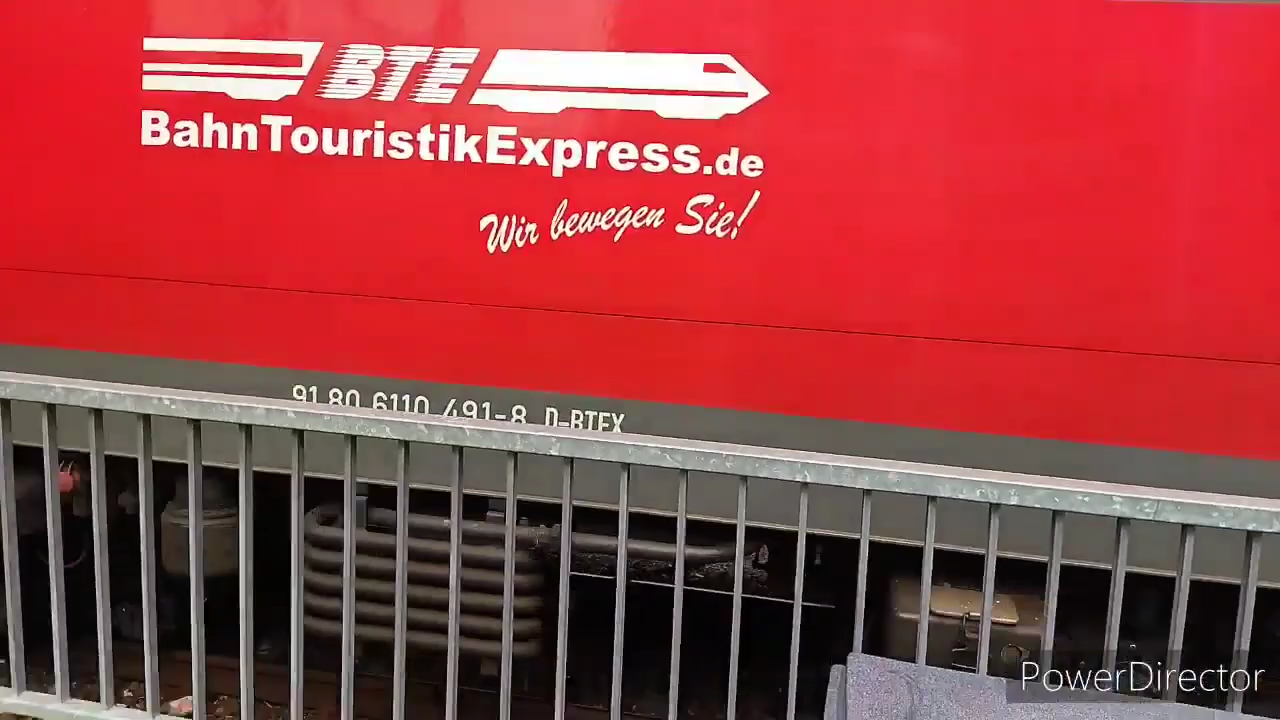 BTE
BahnTouristikExpress.de
Wir bewegen Sie!
91 80 6110 491-8 D-BTEX
PowerDirector